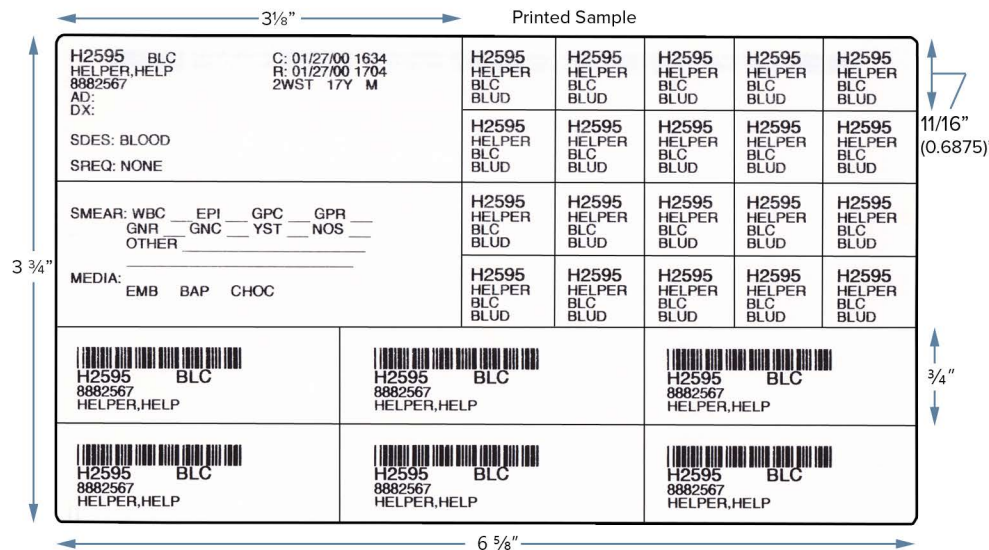 3⅛”
Printed Sample
H2595 BLC C: 01/27/00 1634
HELPER,HELP R: 01/27/00 1704
8882567 2WST 17Y M
AD:
DX:
SDES: BLOOD
SREQ: NONE
H2595 H2595 H2595 H2595 H2595
HELPER HELPER HELPER HELPER HELPER
BLC BLC BLC BLC BLC
BLUD BLUD BLUD BLUD BLUD
11/16”
(0.6875)
H2595 H2595 H2595 H2595 H2595
HELPER HELPER HELPER HELPER HELPER
BLC BLC BLC BLC BLC
BLUD BLUD BLUD BLUD BLUD
SMEAR: WBC ___ EPI ___ GPC ___ GPR ___
GNR ___ GNC ___ YST ___ NOS ___
OTHER ______________________
MEDIA:
EMB BAP CHOC
H2595 H2595 H2595 H2595 H2595
HELPER HELPER HELPER HELPER HELPER
BLC BLC BLC BLC BLC
BLUD BLUD BLUD BLUD BLUD
H2595 H2595 H2595 H2595 H2595
HELPER HELPER HELPER HELPER HELPER
BLC BLC BLC BLC BLC
BLUD BLUD BLUD BLUD BLUD
3 ¾”
H2595 BLC H2595 BLC H2595 BLC
8882567 8882567 8882567
HELPER,HELP HELPER,HELP HELPER,HELP
¾”
H2595 BLC H2595 BLC H2595 BLC
8882567 8882567 8882567
HELPER,HELP HELPER,HELP HELPER,HELP
6 ⅝”